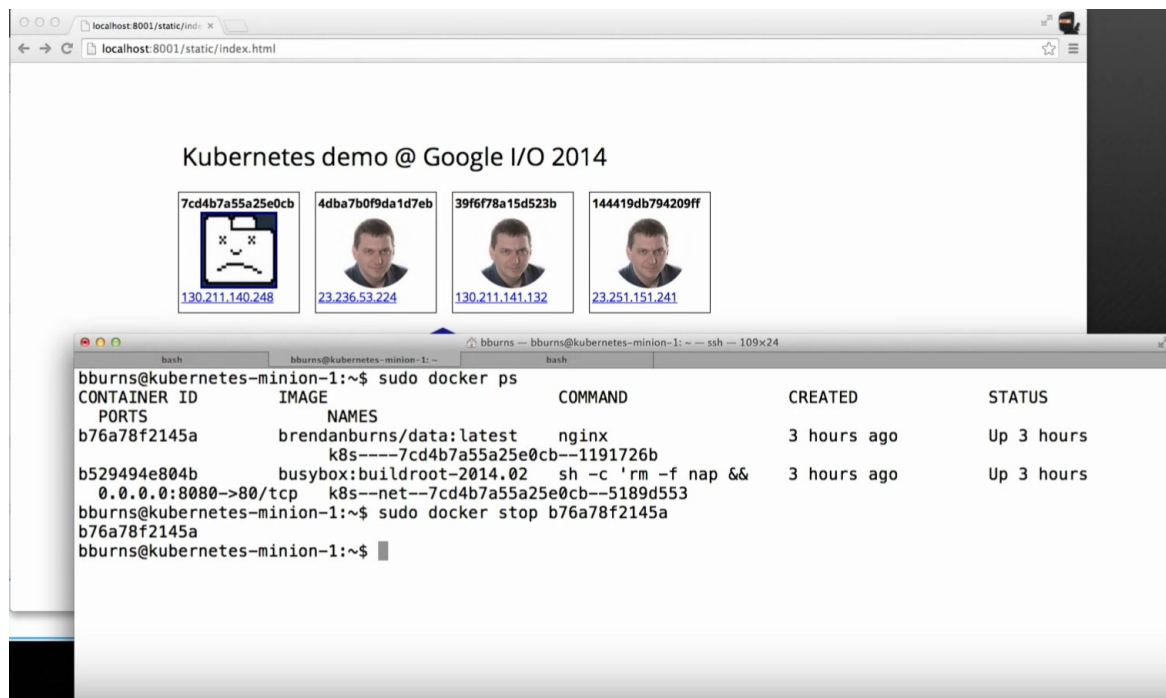 localhost:8001/static/inde
localhost:8001/static/index.html
Kubernetes demo @ Google I/O 2014
7cd4b7a55a25e0cb 4dba7b0f9da1d7eb 39f6f78a15d523b 144419db794209ff
130.211.140.248 23.236.53.224 130.211.141.132 23.251.151.241
bburns — bburns@kubernetes-minion-1: ~ — ssh — 109×24
bash bburns@kubernetes-minion-1: ~ bash
bburns@kubernetes-minion-1:~$ sudo docker ps
CONTAINER ID IMAGE COMMAND CREATED STATUS
PORTS NAMES
b76a78f2145a brendanburns/data:latest nginx 3 hours ago Up 3 hours
k8s----7cd4b7a55a25e0cb--1191726b
b529494e804b busybox:buildroot-2014.02 sh -c 'rm -f nap && 3 hours ago Up 3 hours
0.0.0.0:8080->80/tcp k8s--net--7cd4b7a55a25e0cb--5189d553
bburns@kubernetes-minion-1:~$ sudo docker stop b76a78f2145a
b76a78f2145a
bburns@kubernetes-minion-1:~$